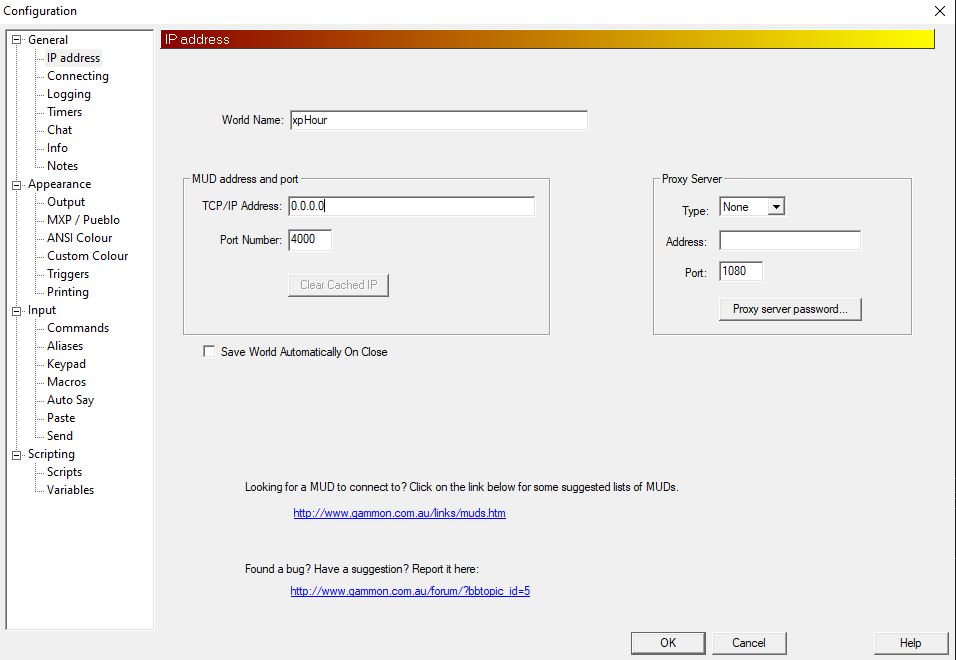 Configuration
General
IP address
Connecting
Logging
Timers
Chat
Info
Notes
Appearance
Output
MXP / Pueblo
ANSI Colour
Custom Colour
Triggers
Printing
Input
Commands
Aliases
Keypad
Macros
Auto Say
Paste
Send
Scripting
Scripts
Variables
IP address
World Name: xpHour
MUD address and port
TCP/IP Address: 0.0.0.0
Port Number: 4000
Clear Cached IP
Save World Automatically On Close
Proxy Server
Type: None
Address:
Port: 1080
Proxy server password...
Looking for a MUD to connect to? Click on the link below for some suggested lists of MUDs.
http://www.gammon.com.au/links/muds.htm
Found a bug? Have a suggestion? Report it here:
http://www.gammon.com.au/forum/?bbtopic_id=5
OK Cancel Help